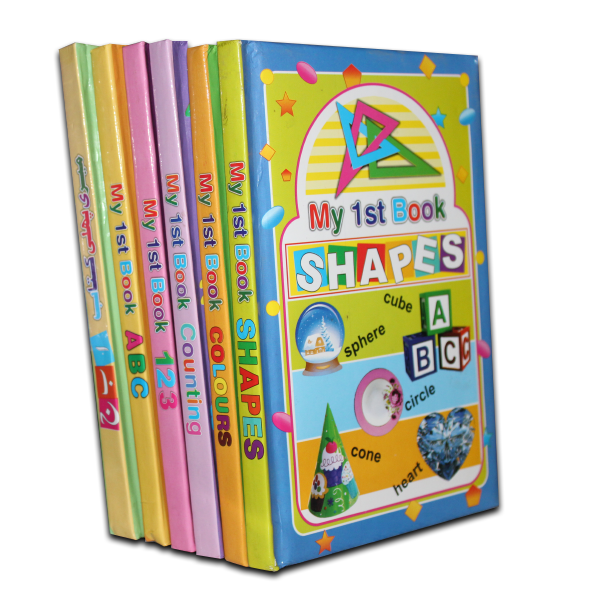 My 1st Book ABC
My 1st Book 123
My 1st Book Counting
My 1st Book COLOURS
My 1st Book SHAPES
My 1st Book
SHAPES
cube
sphere
A
B C C
circle
cone
heart